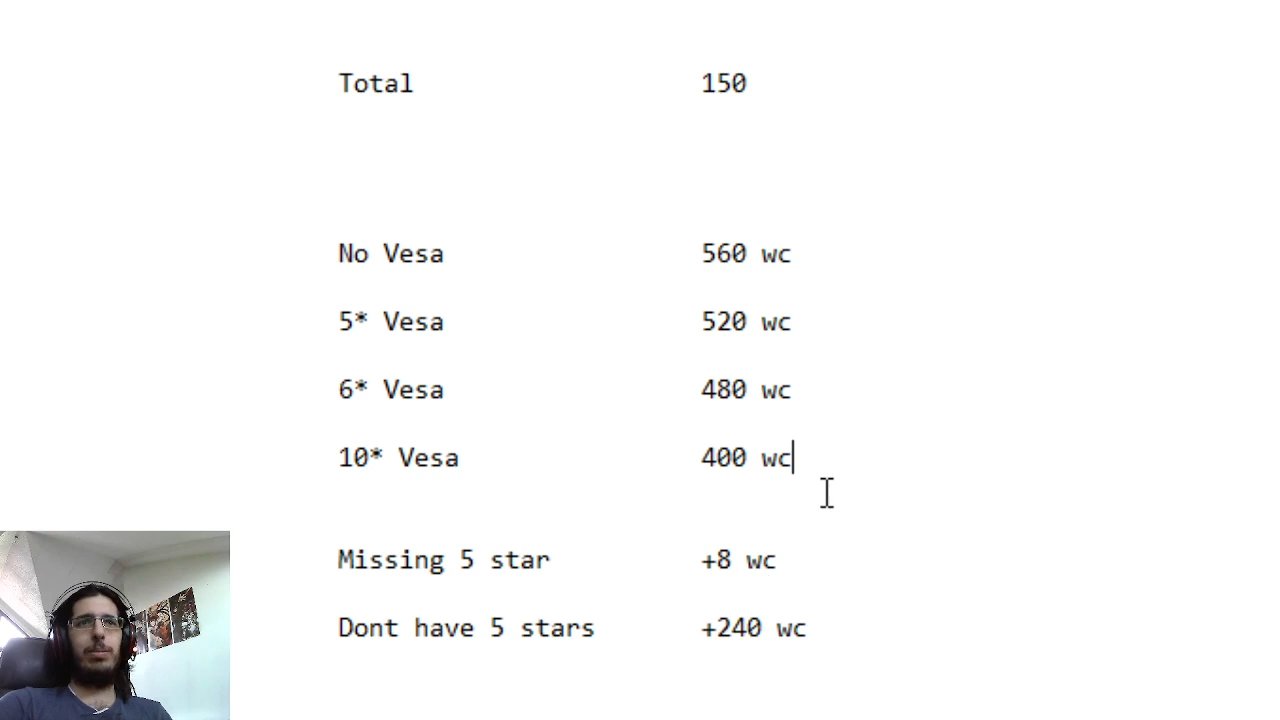 Total 150
No Vesa 560 wc
5* Vesa 520 wc
6* Vesa 480 wc
10* Vesa 400 wc
Missing 5 star +8 wc
Dont have 5 stars +240 wc